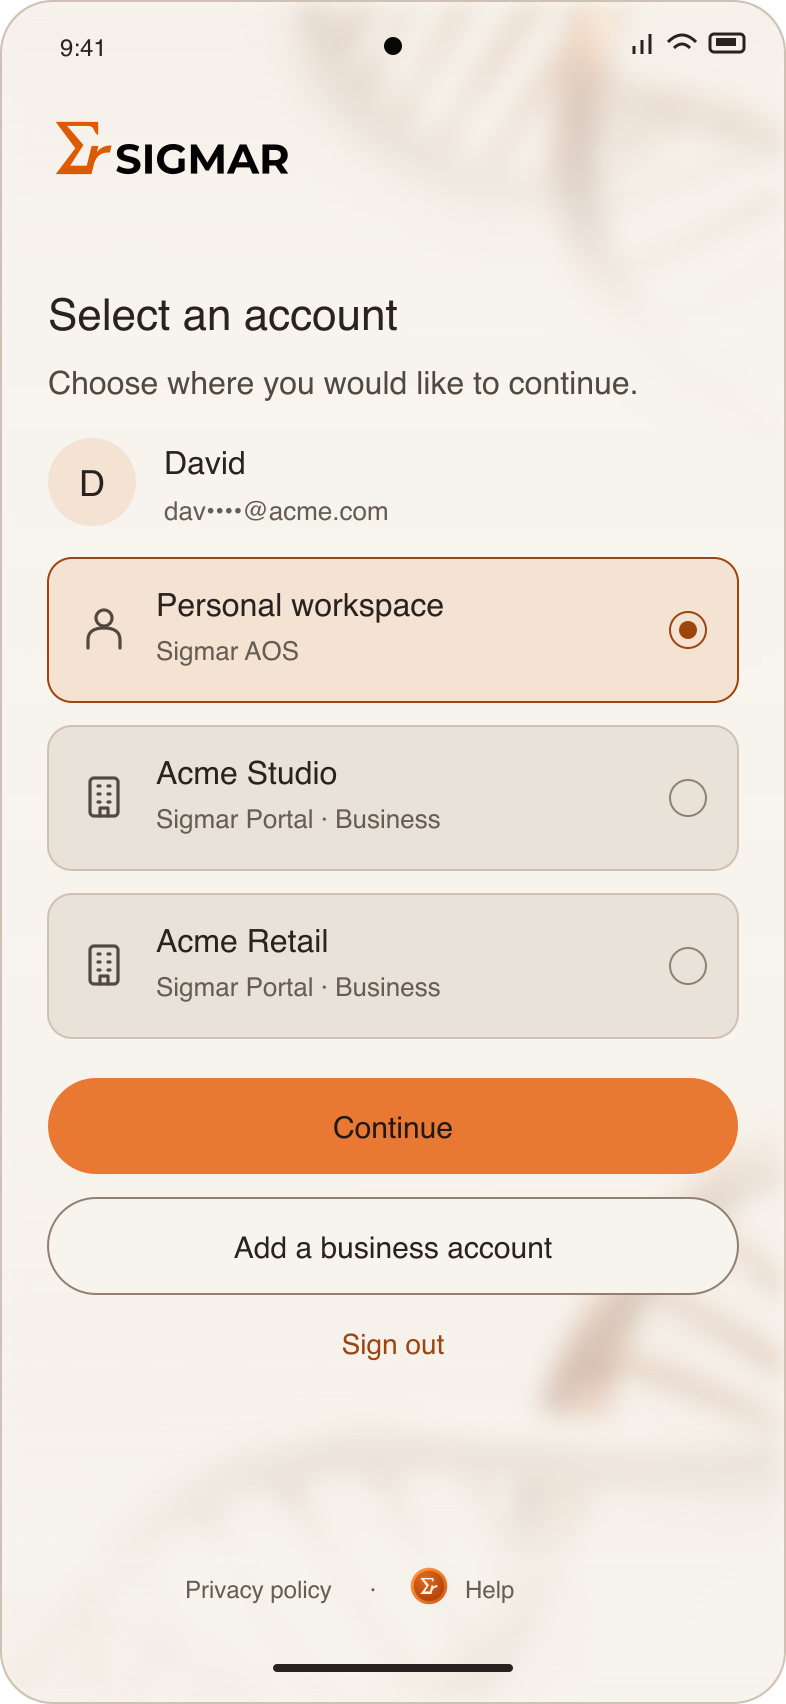 9:41
Σr SIGMAR
Select an account
Choose where you would like to continue.
D
David
dav••••@acme.com
Personal workspace
Sigmar AOS
Acme Studio
Sigmar Portal · Business
Acme Retail
Sigmar Portal · Business
Continue
Add a business account
Sign out
Privacy policy · Σr Help